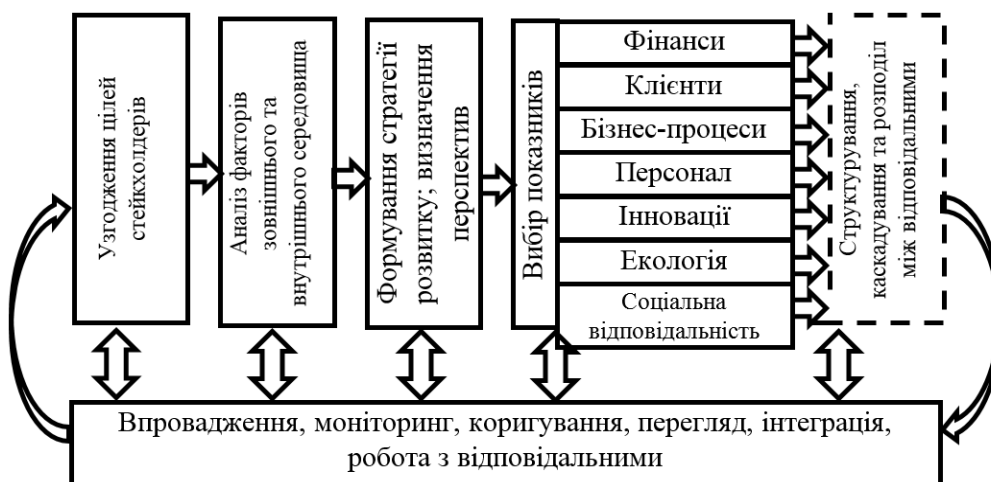 Узгодження цілей
стейкхолдерів
Аналіз факторів
зовнішнього та
внутрішнього середовища
Формування стратегії
розвитку; визначення
перспектив
Вибір показників
Фінанси
Клієнти
Бізнес-процеси
Персонал
Інновації
Екологія
Соціальна
відповідальність
Структурування,
каскадування та розподіл
між відповідальними
Впровадження, моніторинг, коригування, перегляд, інтеграція,
робота з відповідальними